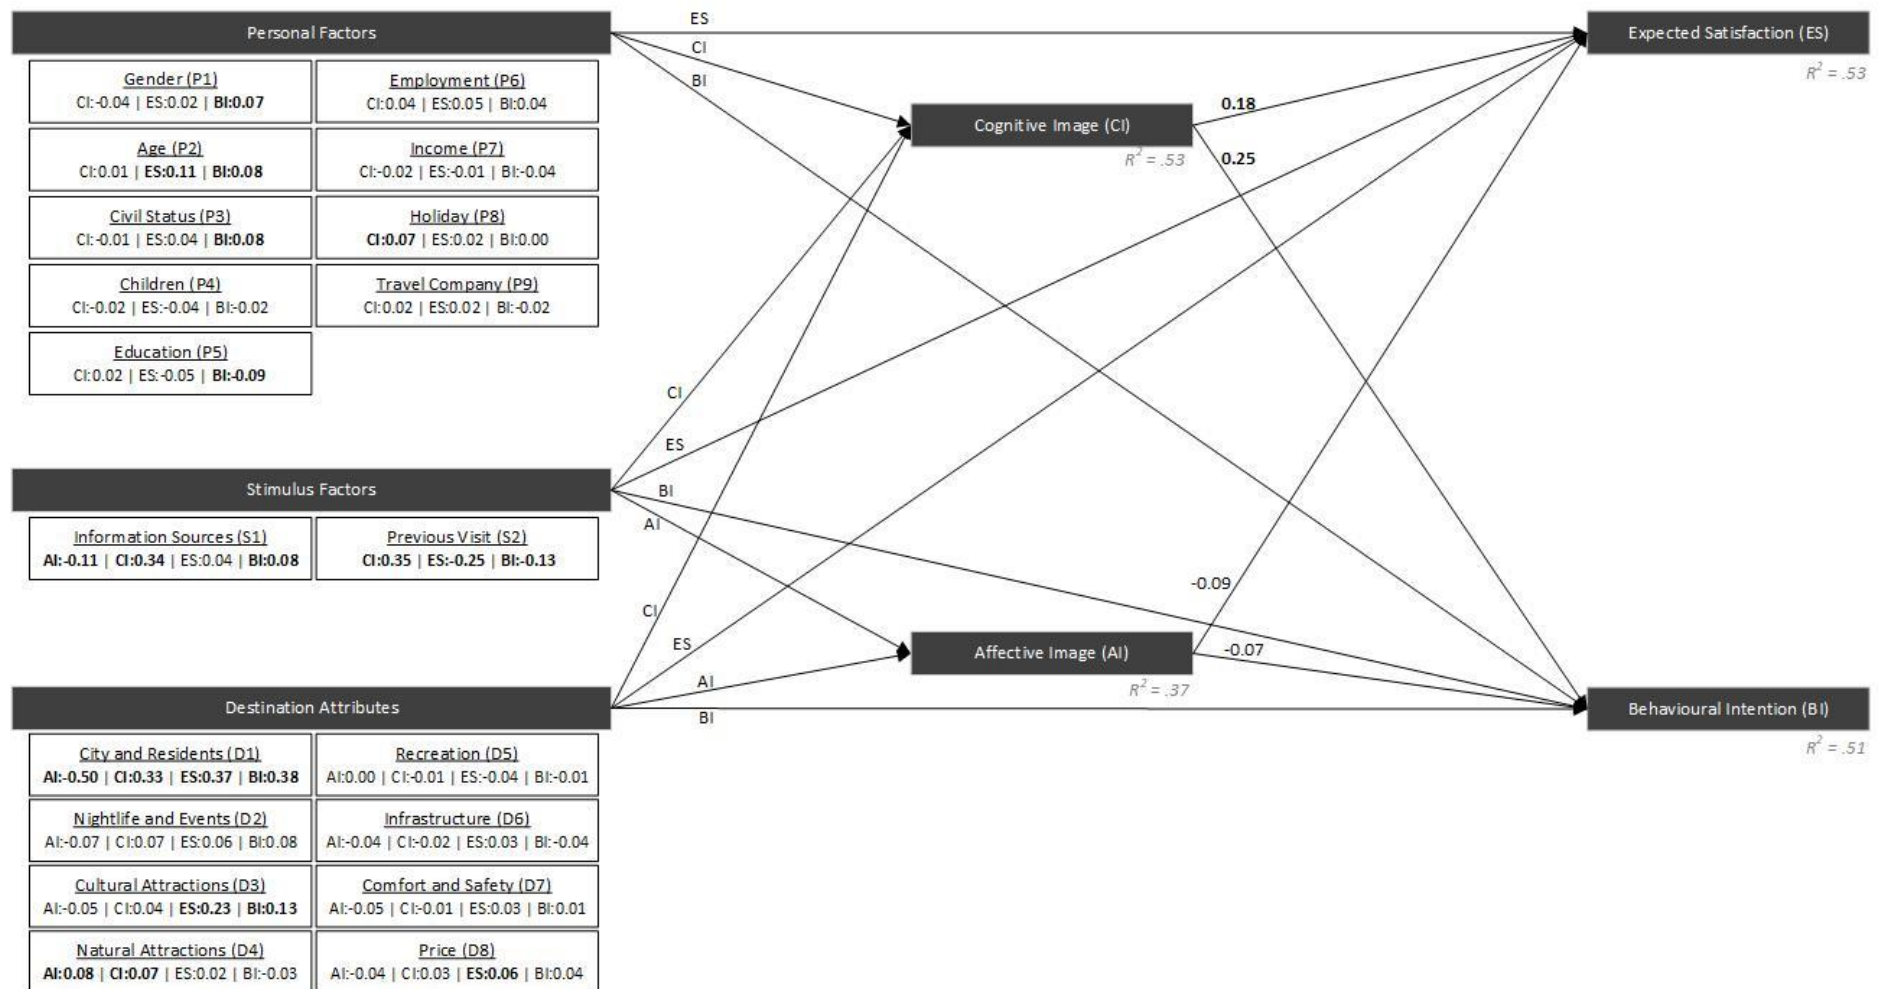 Personal Factors
Gender (P1)
CI:-0.04 | ES:0.02 | BI:0.07
Employment (P6)
CI:0.04 | ES:0.05 | BI:0.04
Age (P2)
CI:0.01 | ES:0.11 | BI:0.08
Income (P7)
CI:-0.02 | ES:-0.01 | BI:-0.04
Civil Status (P3)
CI:-0.01 | ES:0.04 | BI:0.08
Holiday (P8)
CI:0.07 | ES:0.02 | BI:0.00
Children (P4)
CI:-0.02 | ES:-0.04 | BI:-0.02
Travel Company (P9)
CI:0.02 | ES:0.02 | BI:-0.02
Education (P5)
CI:0.02 | ES:-0.05 | BI:-0.09
Stimulus Factors
Information Sources (S1)
AI:-0.11 | CI:0.34 | ES:0.04 | BI:0.08
Previous Visit (S2)
CI:0.35 | ES:-0.25 | BI:-0.13
Destination Attributes
City and Residents (D1)
AI:-0.50 | CI:0.33 | ES:0.37 | BI:0.38
Recreation (D5)
AI:0.00 | CI:-0.01 | ES:-0.04 | BI:-0.01
Nightlife and Events (D2)
AI:-0.07 | CI:0.07 | ES:0.06 | BI:0.08
Infrastructure (D6)
AI:-0.04 | CI:-0.02 | ES:0.03 | BI:-0.04
Cultural Attractions (D3)
AI:-0.05 | CI:0.04 | ES:0.23 | BI:0.13
Comfort and Safety (D7)
AI:-0.05 | CI:-0.01 | ES:0.03 | BI:0.01
Natural Attractions (D4)
AI:0.08 | CI:0.07 | ES:0.02 | BI:-0.03
Price (D8)
AI:-0.04 | CI:0.03 | ES:0.06 | BI:0.04
ES
CI
BI
CI
ES
BI
AI
CI
ES
AI
BI
Cognitive Image (CI)
R² = .53
0.18
0.25
Affective Image (AI)
R² = .37
-0.09
-0.07
Expected Satisfaction (ES)
R² = .53
Behavioural Intention (BI)
R² = .51